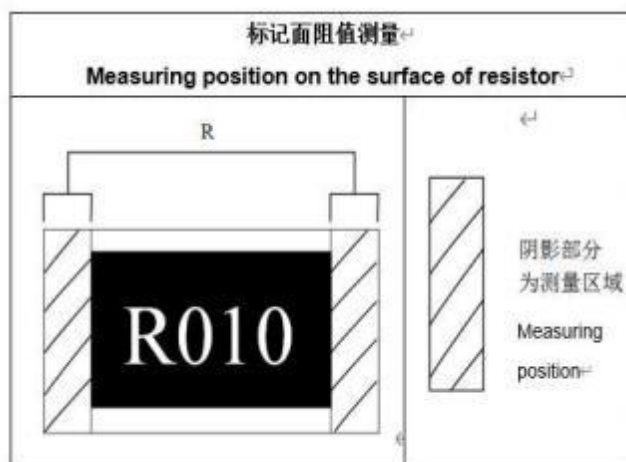 标记面阻值测量
Measuring position on the surface of resistor
R
R010
阴影部分
为测量区域
Measuring
position